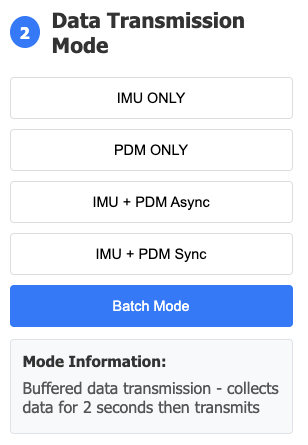 2 Data Transmission
Mode
IMU ONLY
PDM ONLY
IMU + PDM Async
IMU + PDM Sync
Batch Mode
Mode Information:
Buffered data transmission - collects
data for 2 seconds then transmits